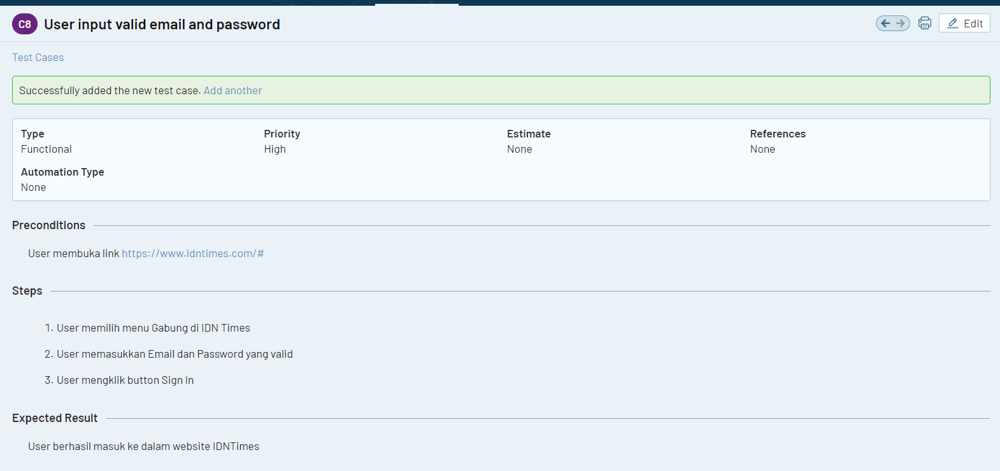 C8 User input valid email and password
Edit
Test Cases
Successfully added the new test case. Add another
Type Priority Estimate References
Functional High None None
Automation Type
None
Preconditions
User membuka link https://www.idntimes.com/#
Steps
1. User memilih menu Gabung di IDN Times
2. User memasukkan Email dan Password yang valid
3. User mengklik button Sign In
Expected Result
User berhasil masuk ke dalam website IDNTimes